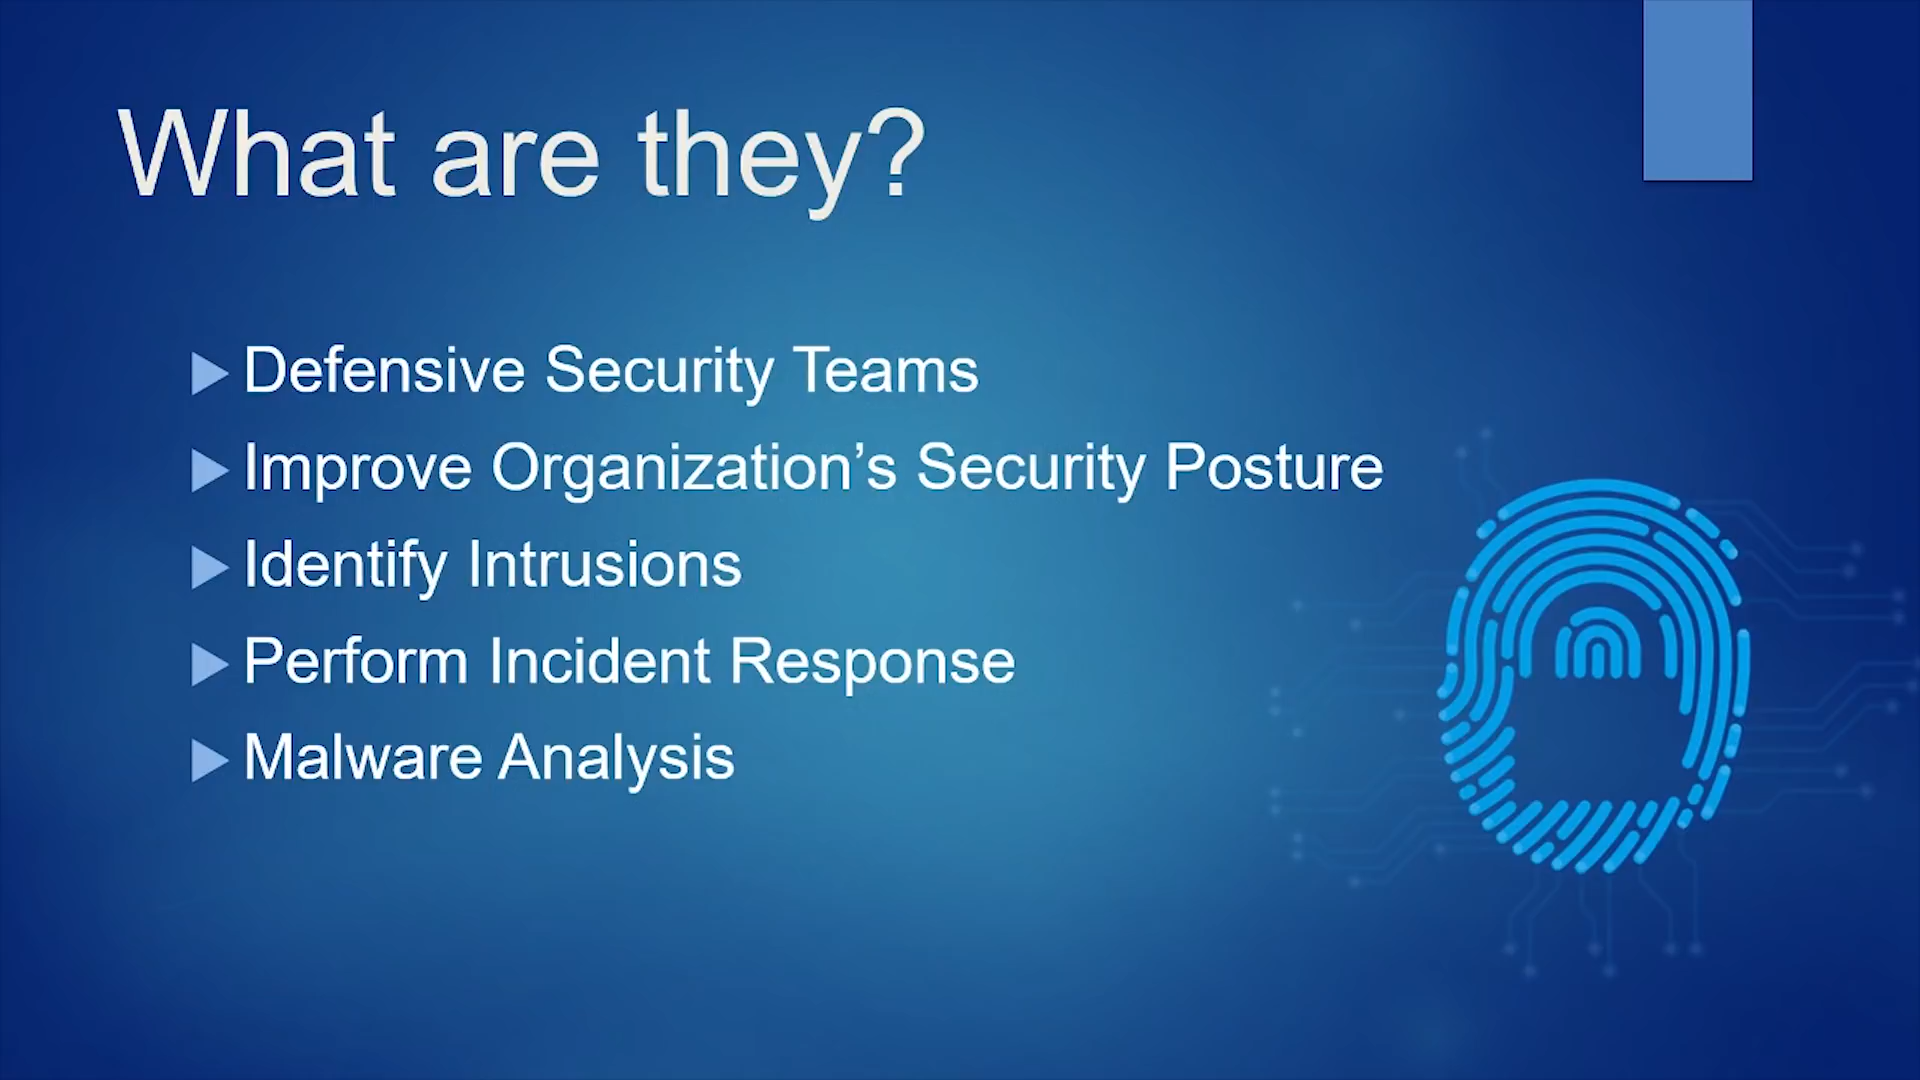 What are they?
Defensive Security Teams
Improve Organization’s Security Posture
Identify Intrusions
Perform Incident Response
Malware Analysis